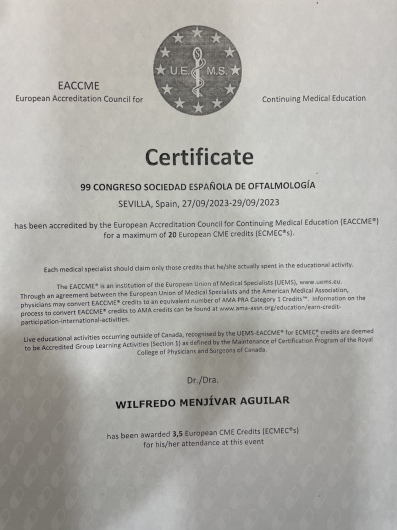 U.E.M.S.
EACCME
European Accreditation Council for
Continuing Medical Education
Certificate
99 CONGRESO SOCIEDAD ESPAÑOLA DE OFTALMOLOGÍA
SEVILLA, Spain, 27/09/2023-29/09/2023
has been accredited by the European Accreditation Council for Continuing Medical Education (EACCME®)
for a maximum of 20 European CME credits (ECMEC®s).
Each medical specialist should claim only those credits that he/she actually spent in the educational activity.
The EACCME® is an institution of the European Union of Medical Specialists (UEMS), www.uems.eu.
Through an agreement between the European Union of Medical Specialists and the American Medical Association,
physicians may convert EACCME® credits to an equivalent number of AMA PRA Category 1 Credits™. Information on the
process to convert EACCME® credits to AMA credits can be found at www.ama-assn.org/education/earn-credit-
participation-international-activities.
Live educational activities occurring outside of Canada, recognised by the UEMS-EACCME® for ECMEC® credits are deemed
to be Accredited Group Learning Activities (Section 1) as defined by the Maintenance of Certification Program of the Royal
College of Physicians and Surgeons of Canada.
Dr./Dra.
WILFREDO MENJÍVAR AGUILAR
has been awarded 3,5 European CME Credits (ECMEC®s)
for his/her attendance at this event